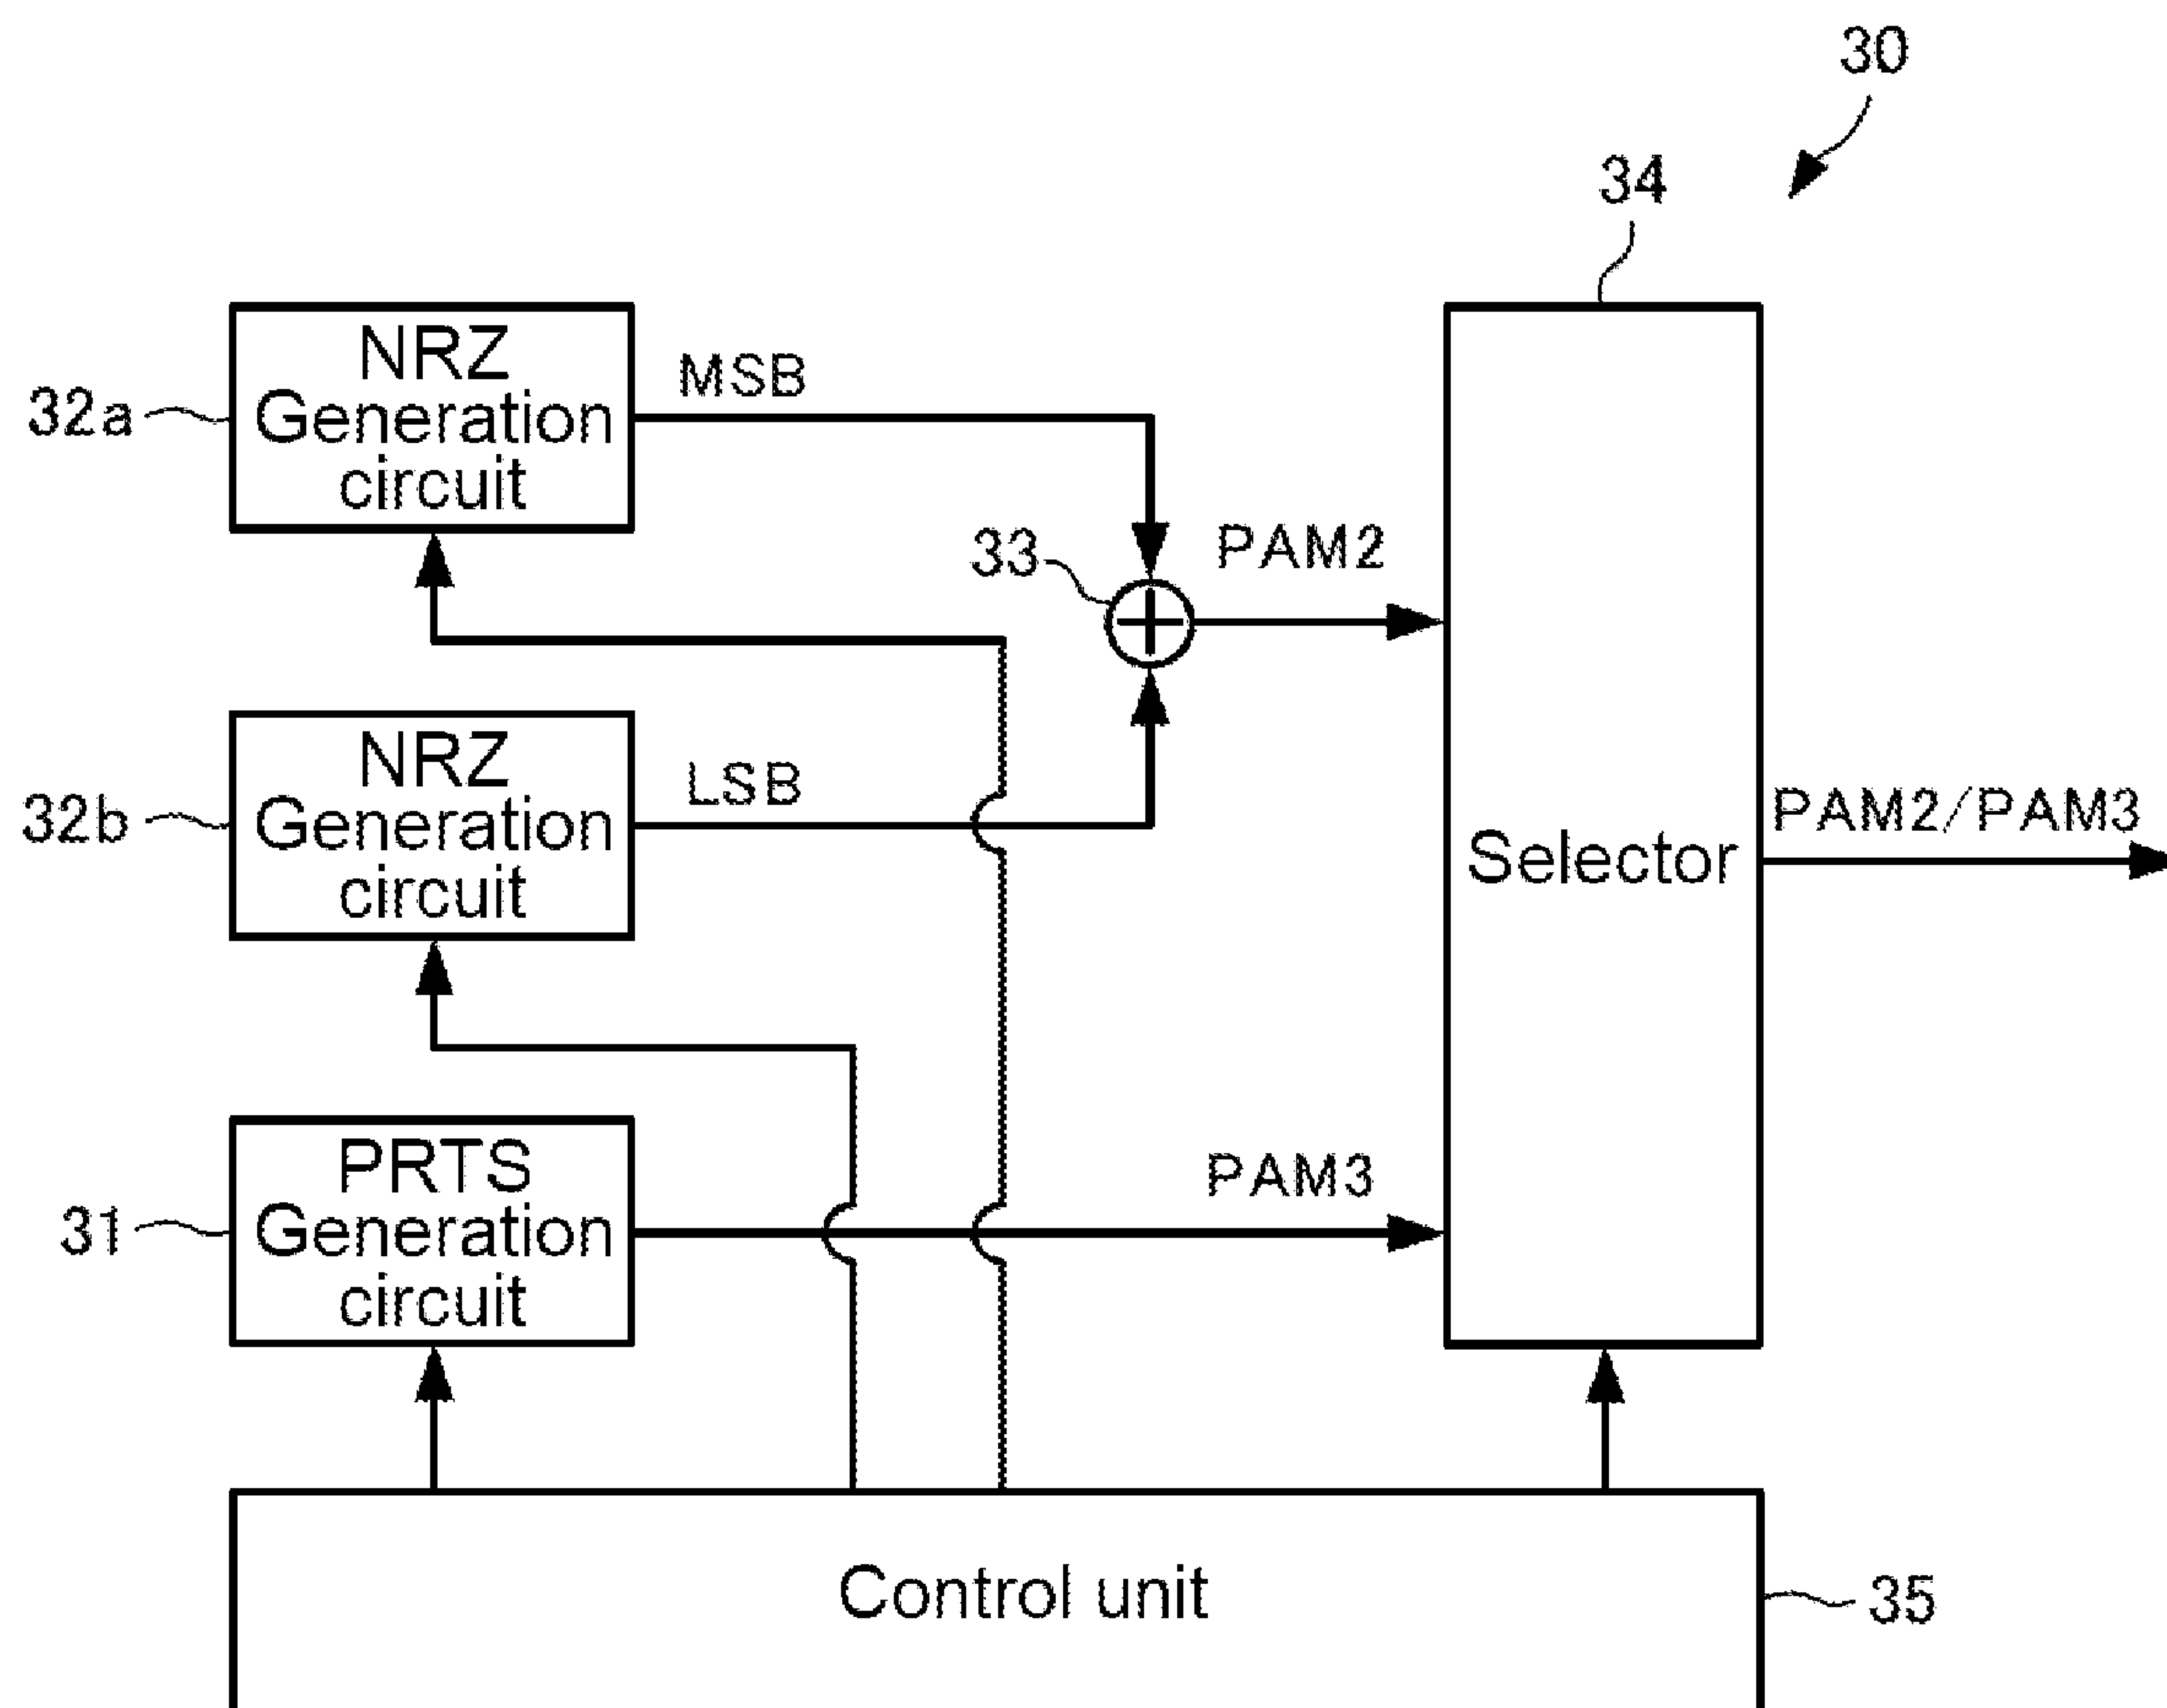 30
34
NRZ
Generation
circuit
MSB
32a
33
PAM2
NRZ
Generation
circuit
LSB
32b
PAM2/PAM3
Selector
PRTS
Generation
circuit
PAM3
31
Control unit
35